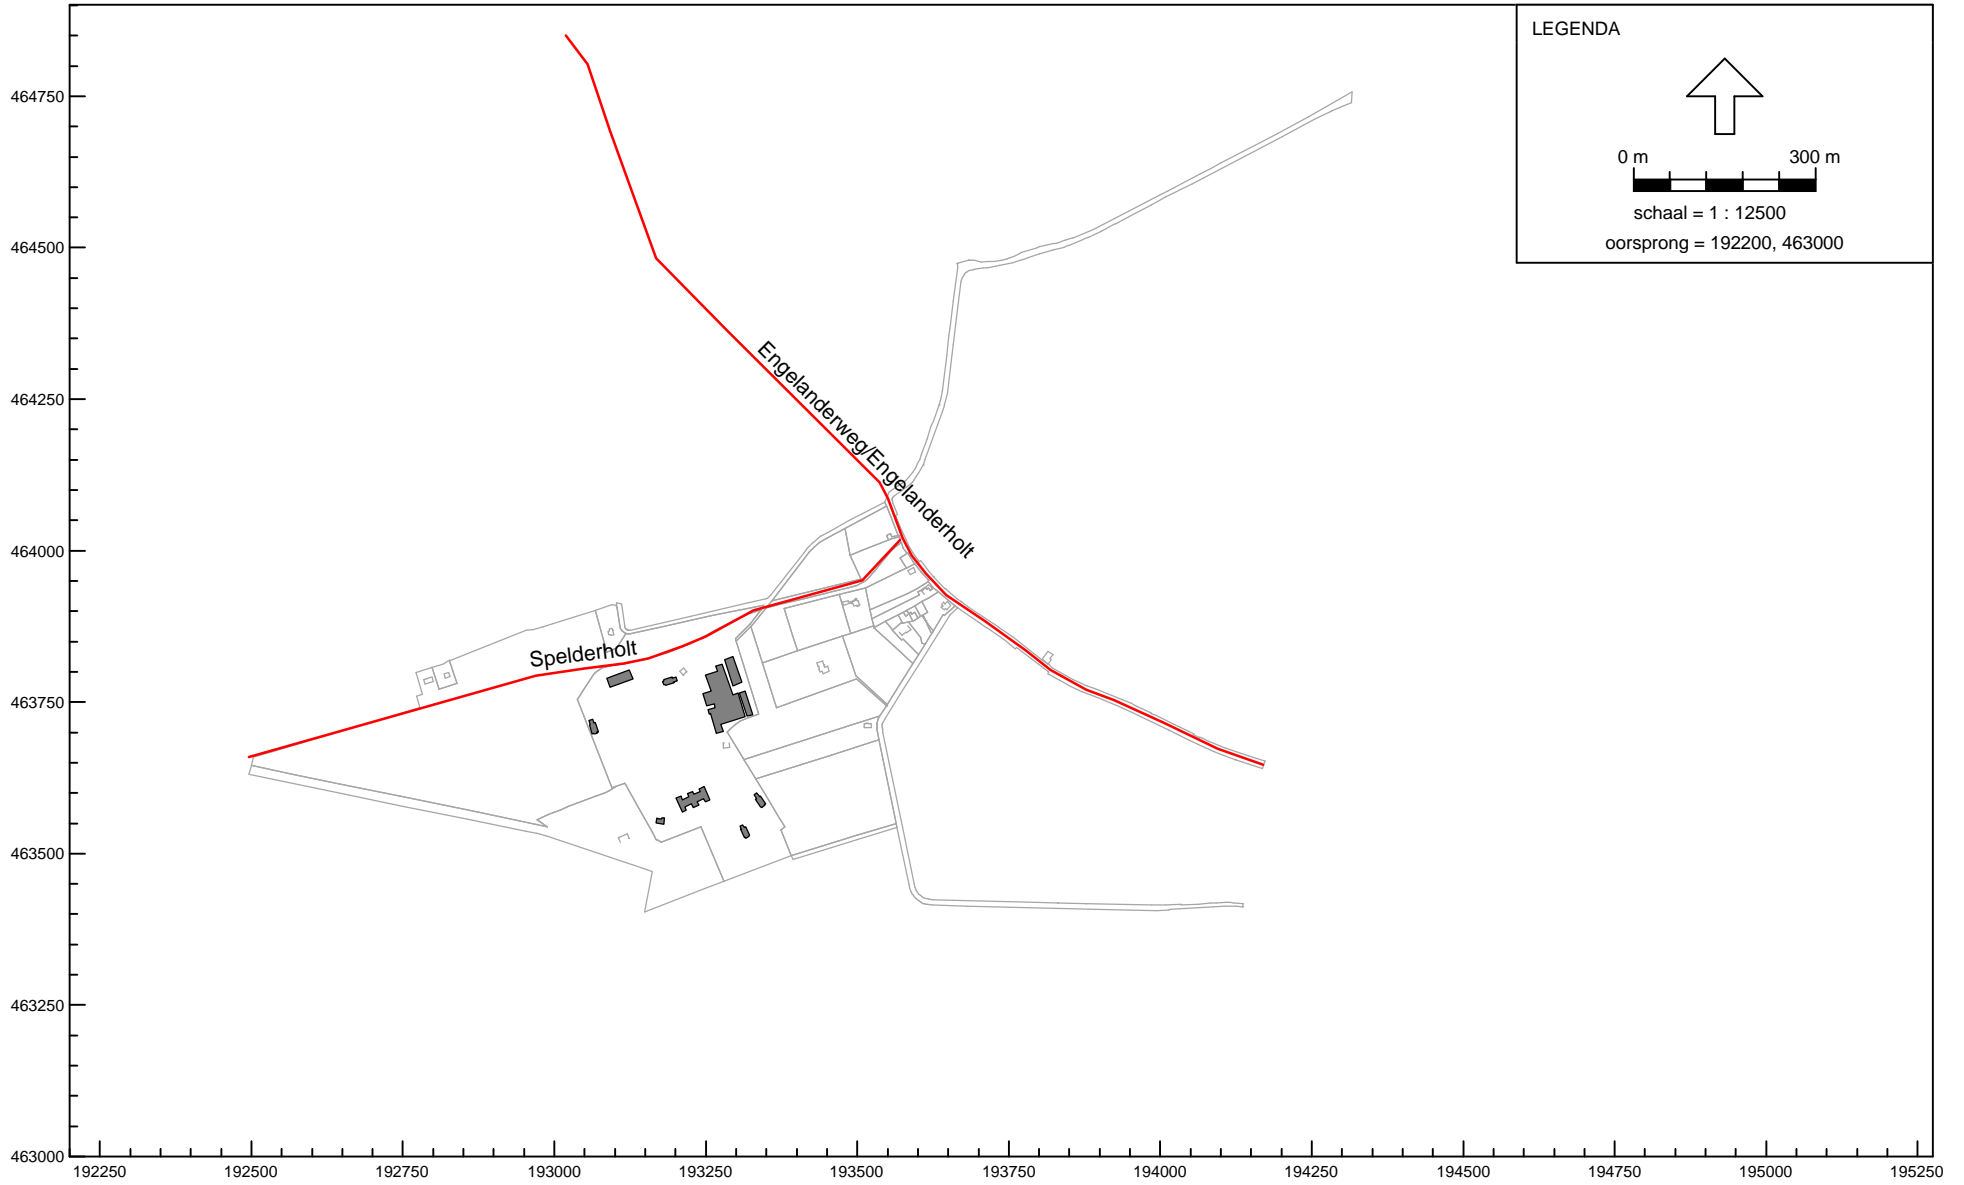 LEGENDA
0 m 300 m
schaal = 1 : 12500
oorsprong = 192200, 463000
464750
464500
464250
464000
463750
463500
463250
463000
Engelanderweg/Engelanderholt
Spelderholt
192250 192500 192750 193000 193250 193500 193750 194000 194250 194500 194750 195000 195250